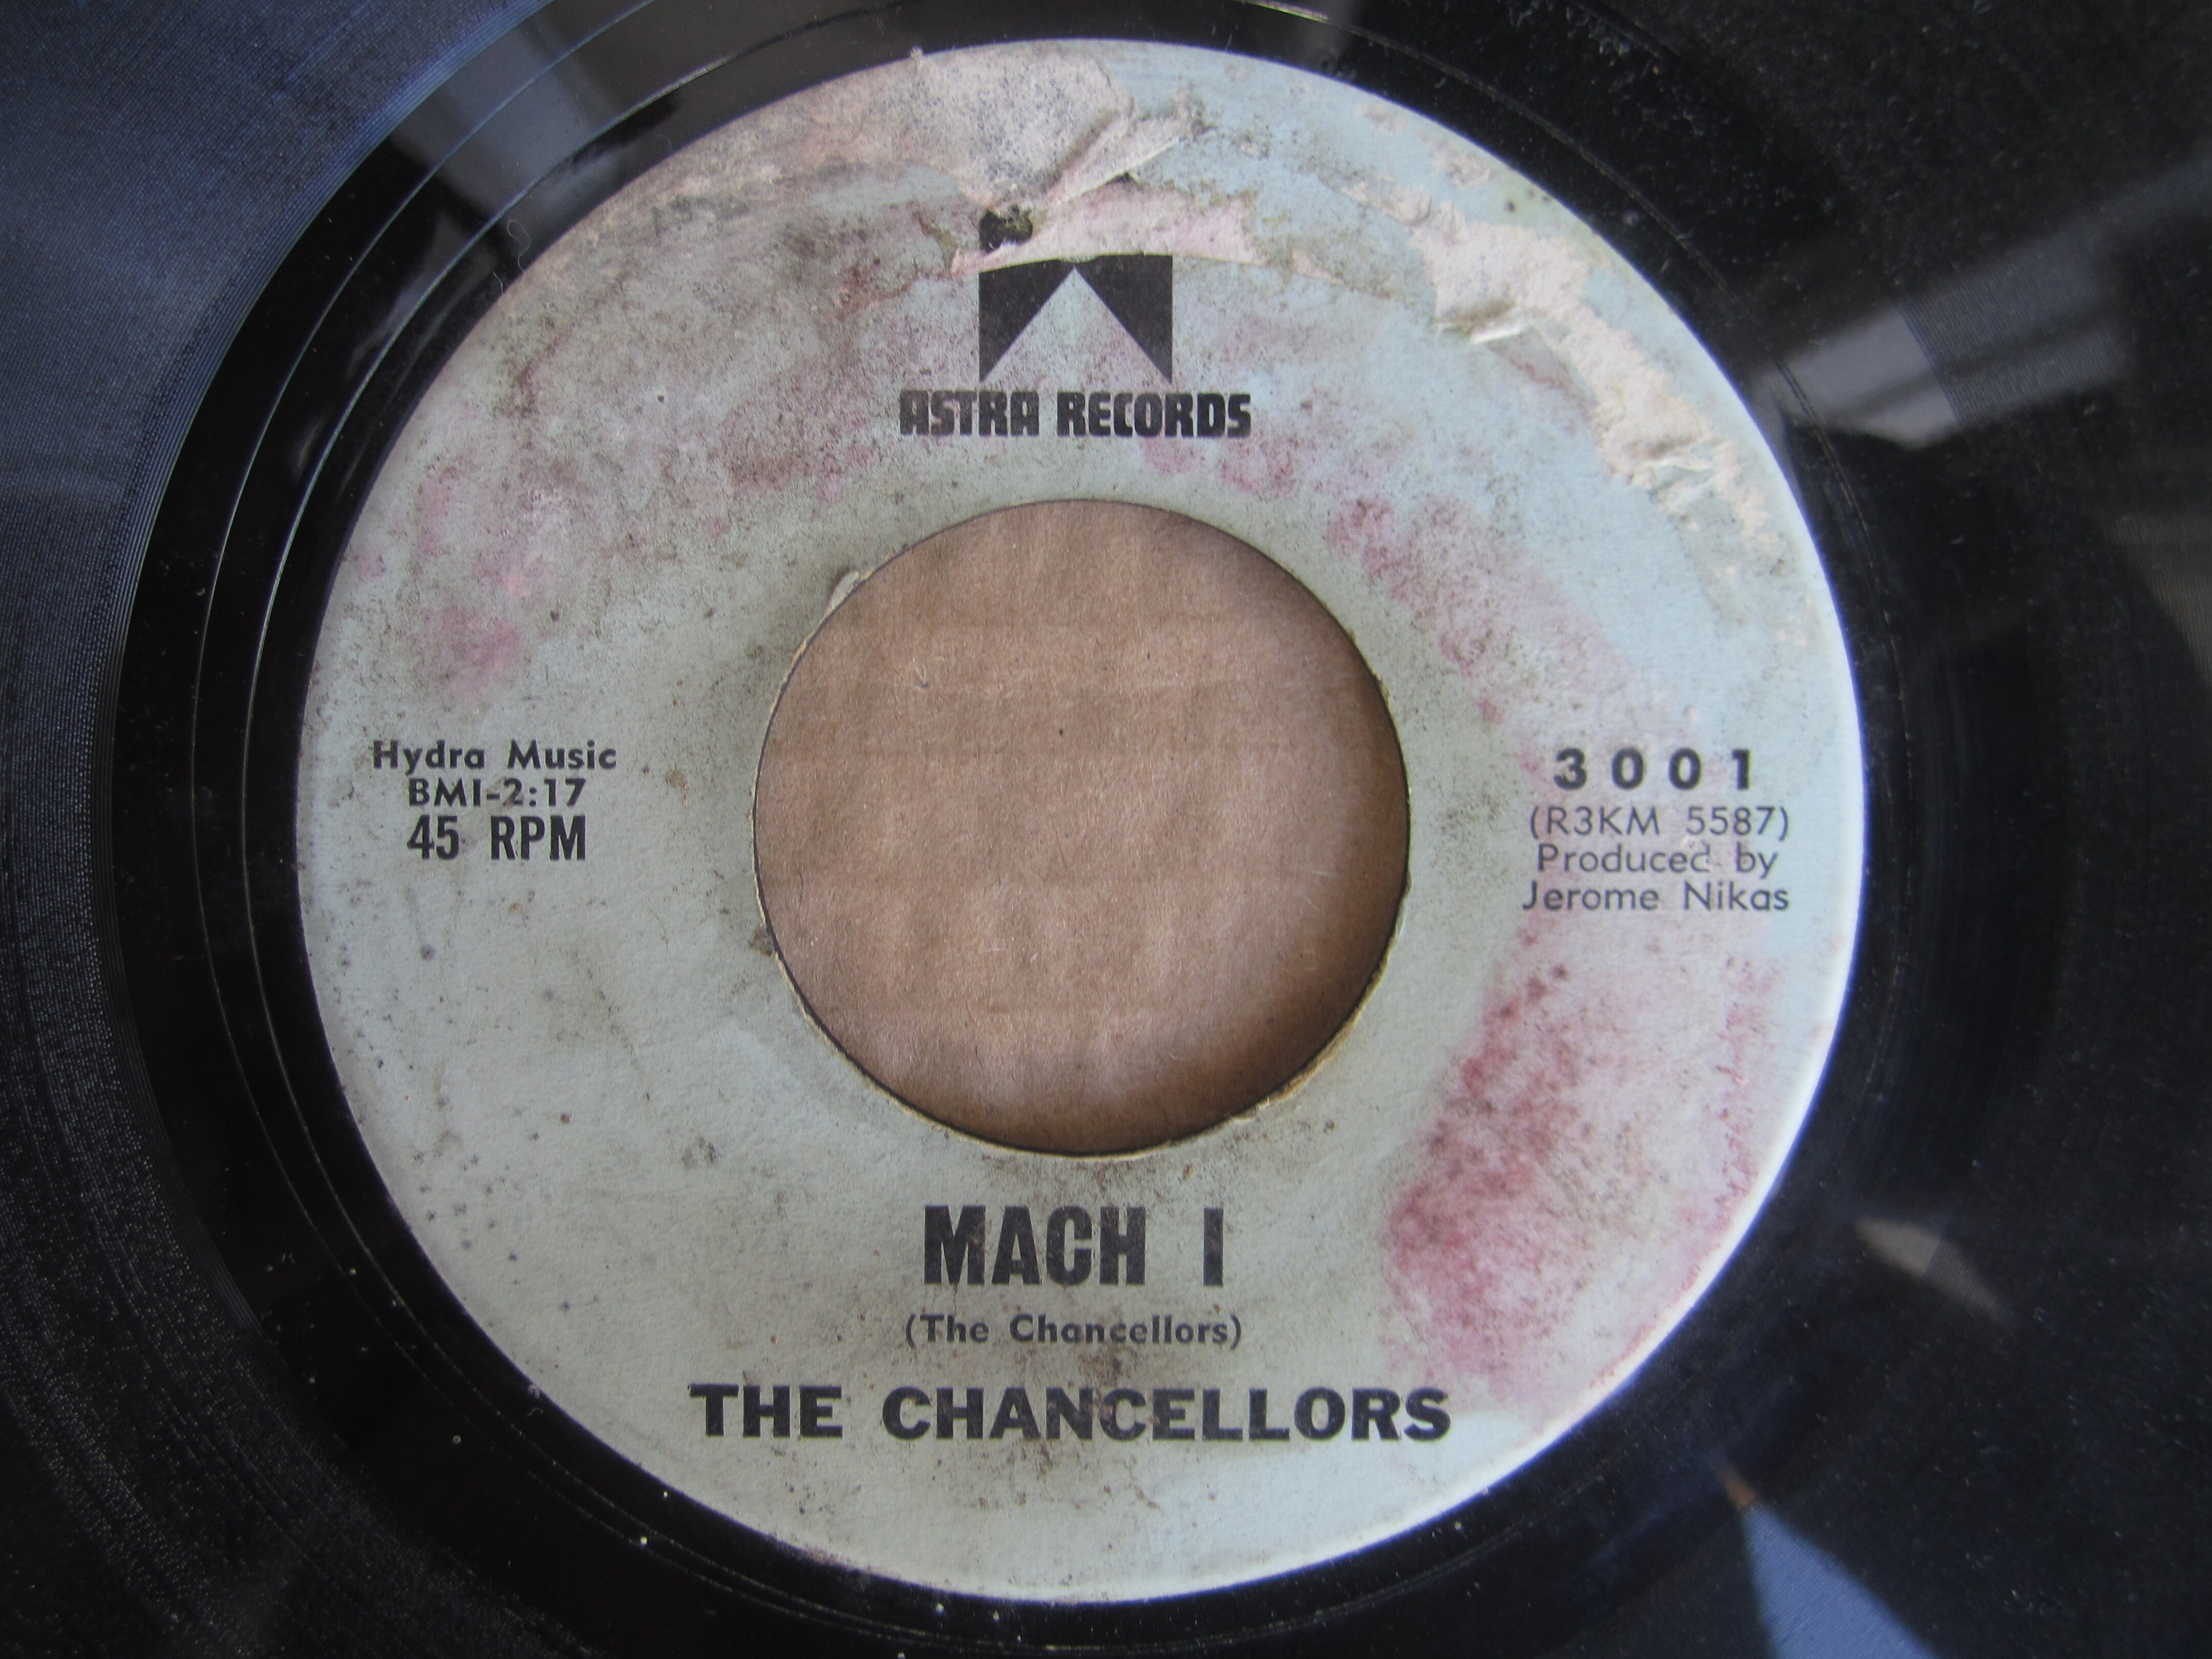 ASTRA RECORDS
Hydra Music
BMI-2:17
45 RPM
3001
(R3KM 5587)
Produced by
Jerome Nikas
MACH I
(The Chancellors)
THE CHANCELLORS